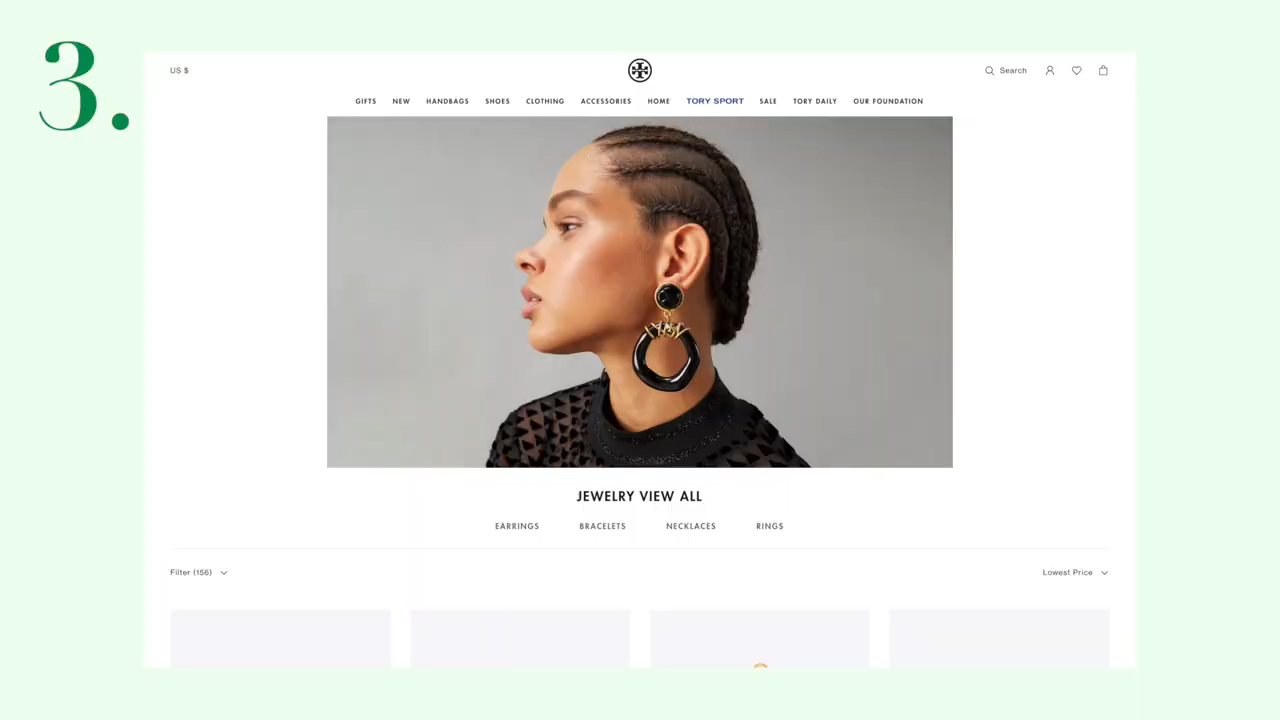 3.
US $
Search
GIFTS NEW HANDBAGS SHOES CLOTHING ACCESSORIES HOME TORY SPORT SALE TORY DAILY OUR FOUNDATION
JEWELRY VIEW ALL
EARRINGS BRACELETS NECKLACES RINGS
Filter (156) Lowest Price